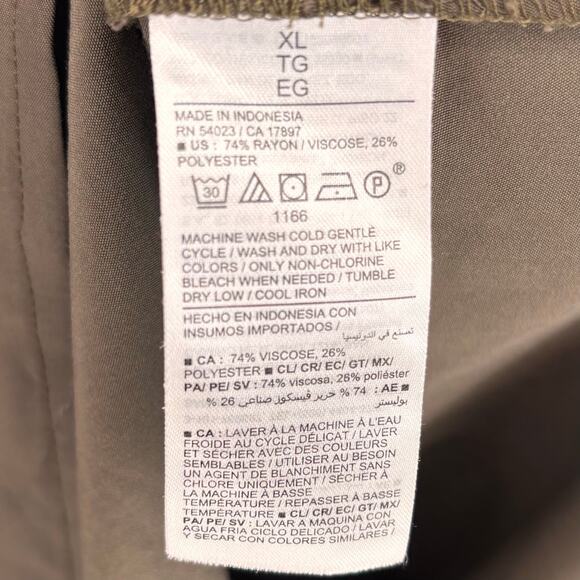 XL
TG
EG
MADE IN INDONESIA
RN 54023 / CA 17897
■ US : 74% RAYON / VISCOSE, 26%
POLYESTER
30 P ®
1166
MACHINE WASH COLD GENTLE
CYCLE / WASH AND DRY WITH LIKE
COLORS / ONLY NON-CHLORINE
BLEACH WHEN NEEDED / TUMBLE
DRY LOW / COOL IRON
HECHO EN INDONESIA CON
INSUMOS IMPORTADOS /
تصنع في اندونيسيا
■ CA : 74% VISCOSE, 26%
POLYESTER ■ CL/ CR/ EC/ GT/ MX/
PA/ PE/ SV : 74% viscosa, 26% poliéster
■ AE : 74 % حرير فيسكوز صناعي 26 %
بوليستر
■ CA : LAVER À LA MACHINE À L'EAU
FROIDE AU CYCLE DÉLICAT / LAVER
ET SÉCHER AVEC DES COULEURS
SEMBLABLES / UTILISER AU BESOIN
UN AGENT DE BLANCHIMENT SANS
CHLORE UNIQUEMENT / SÉCHER À
LA MACHINE À BASSE
TEMPÉRATURE / REPASSER À BASSE
TEMPÉRATURE ■ CL/ CR/ EC/ GT/ MX/
PA/ PE/ SV : LAVAR A MAQUINA CON
AGUA FRIA CICLO DELICADO / LAVAR
Y SECAR CON COLORES SIMILARES /